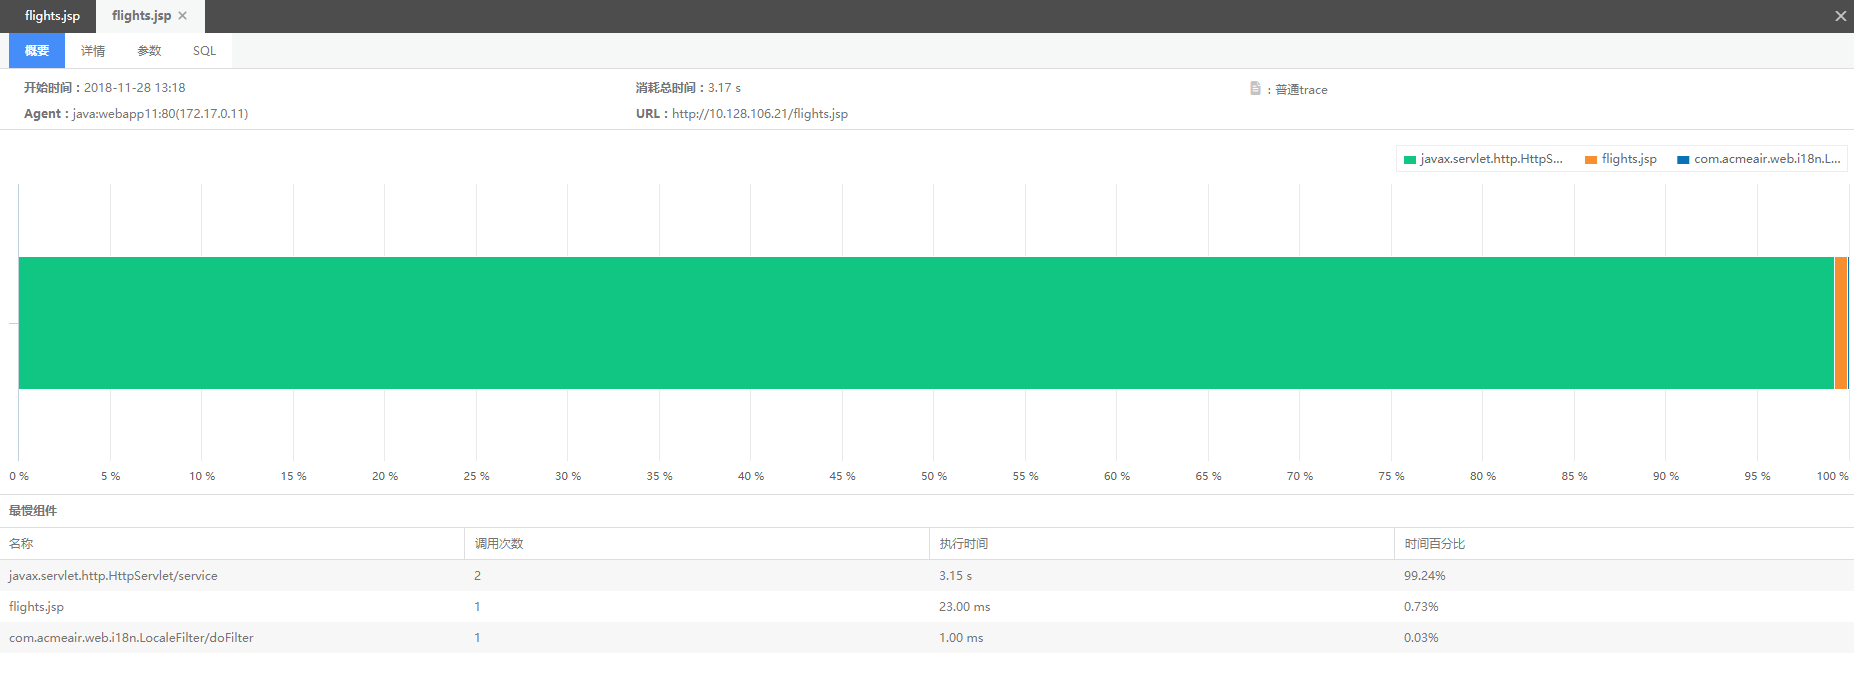 flights.jsp flights.jsp ×
概要 详情 参数 SQL
开始时间：2018-11-28 13:18 消耗总时间：3.17 s ：普通trace
Agent：java:webapp11:80(172.17.0.11) URL：http://10.128.106.21/flights.jsp
javax.servlet.http.HttpS... flights.jsp com.acmeair.web.i18n.L...
0 % 5 % 10 % 15 % 20 % 25 % 30 % 35 % 40 % 45 % 50 % 55 % 60 % 65 % 70 % 75 % 80 % 85 % 90 % 95 % 100 %
最慢组件
名称 调用次数 执行时间 时间百分比
javax.servlet.http.HttpServlet/service 2 3.15 s 99.24%
flights.jsp 1 23.00 ms 0.73%
com.acmeair.web.i18n.LocaleFilter/doFilter 1 1.00 ms 0.03%